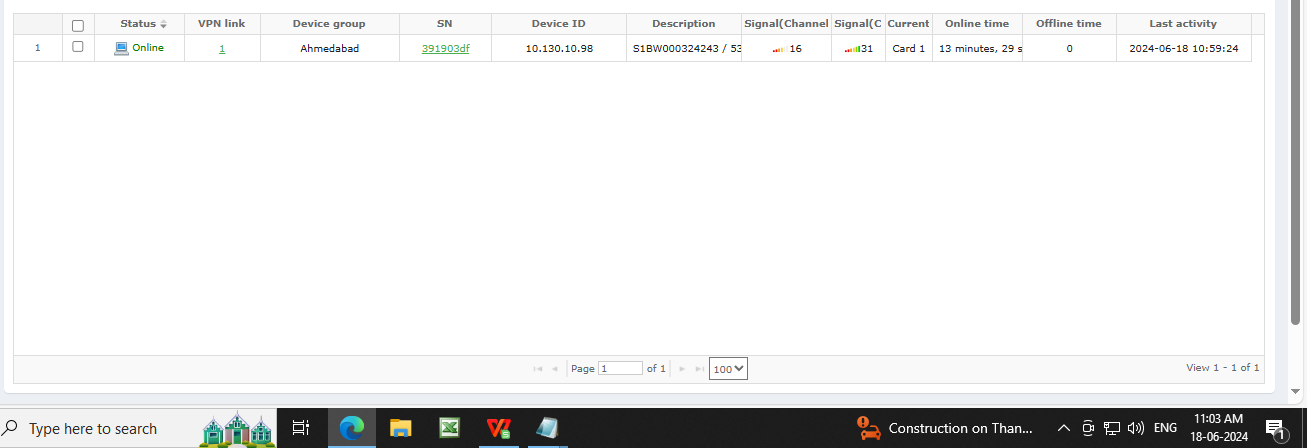 Status VPN link Device group SN Device ID Description Signal(Channel Signal(C Current Online time Offline time Last activity
1 Online 1 Ahmedabad 391903df 10.130.10.98 S1BW000324243 / 53 16 31 Card 1 13 minutes, 29 s 0 2024-06-18 10:59:24
Page 1 of 1 100 View 1 - 1 of 1
Type here to search Construction on Than... ENG 11:03 AM
18-06-2024 1